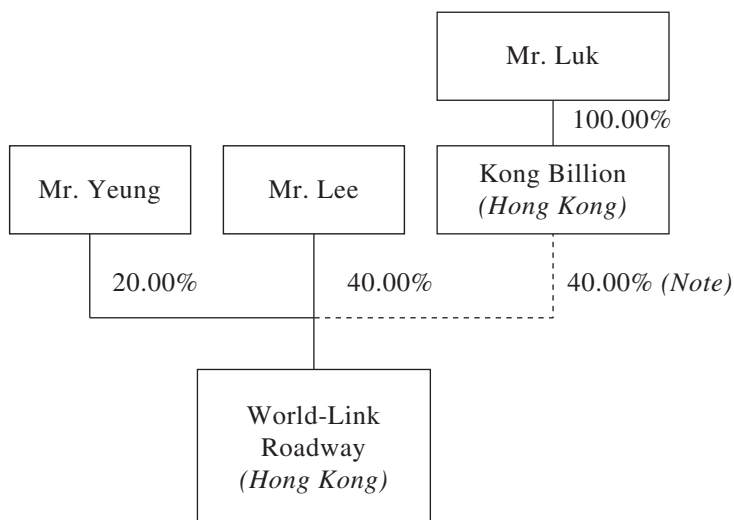 Mr. Luk
100.00%
Mr. Yeung
Mr. Lee
Kong Billion
(Hong Kong)
20.00%
40.00%
40.00% (Note)
World-Link
Roadway
(Hong Kong)